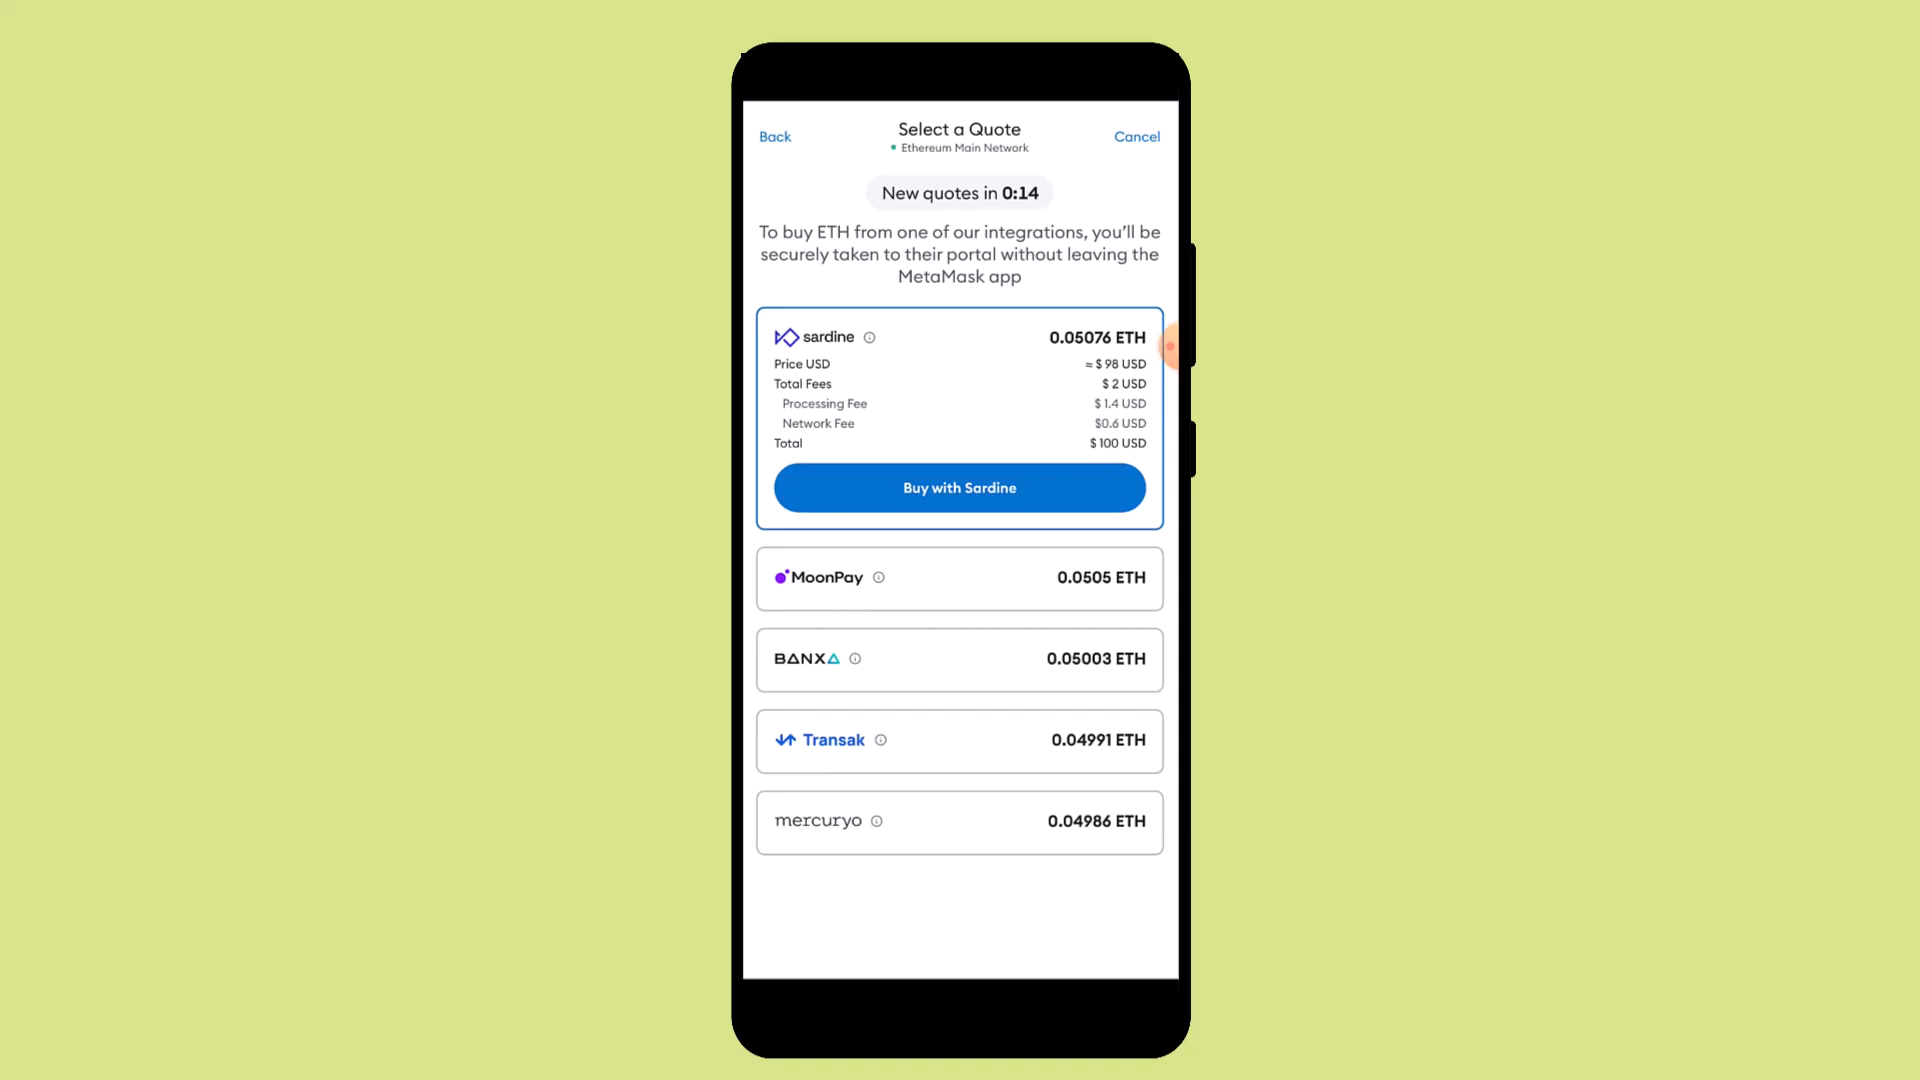 Back
Select a Quote
Cancel
Ethereum Main Network
New quotes in 0:14
To buy ETH from one of our integrations, you’ll be
securely taken to their portal without leaving the
MetaMask app
sardine 0.05076 ETH
Price USD ≈ $ 98 USD
Total Fees $ 2 USD
Processing Fee $ 1.4 USD
Network Fee $0.6 USD
Total $ 100 USD
Buy with Sardine
MoonPay 0.0505 ETH
BANXA 0.05003 ETH
Transak 0.04991 ETH
mercuryo 0.04986 ETH